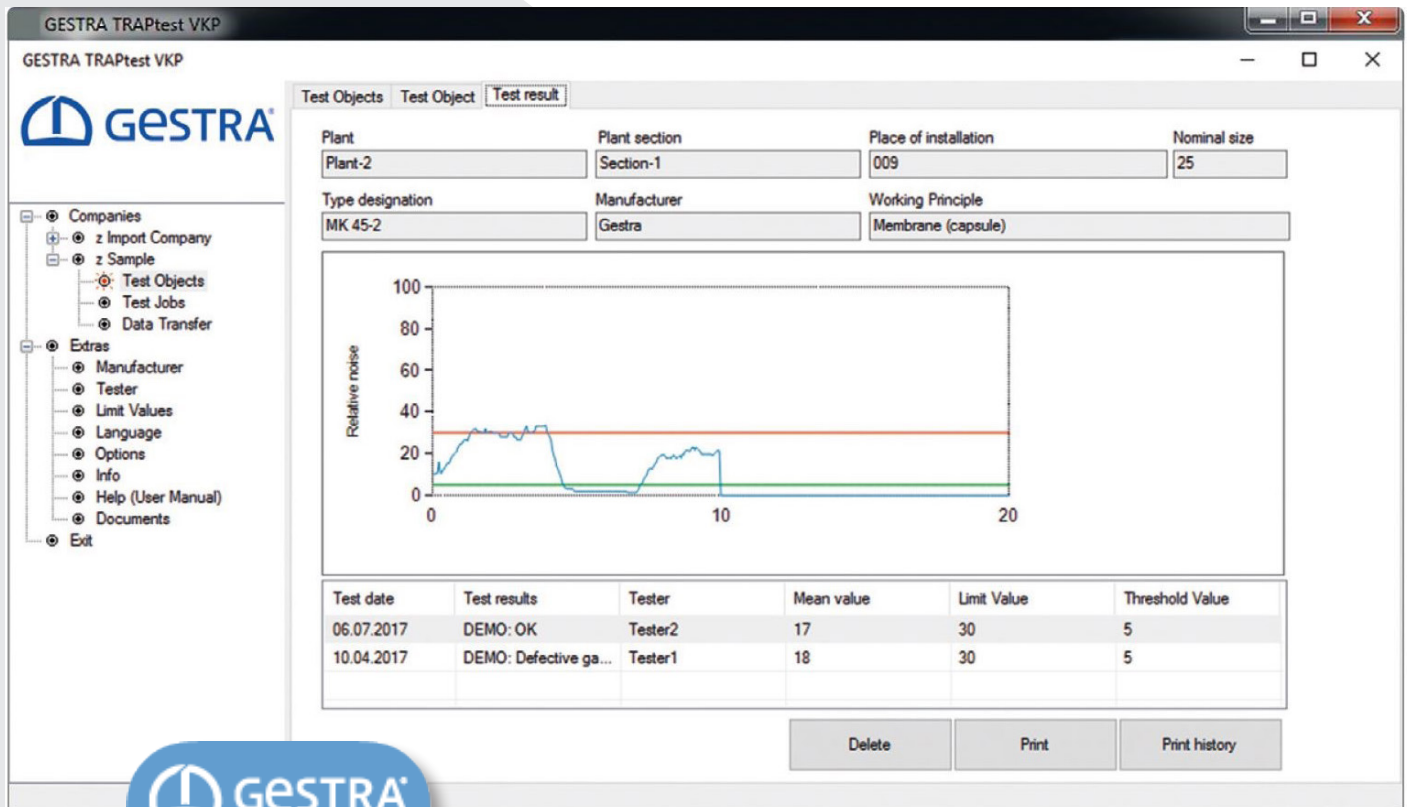 GESTRA TRAPtest VKP
GESTRA TRAPtest VKP
GESTRA
Companies
z Import Company
z Sample
Test Objects
Test Jobs
Data Transfer
Extras
Manufacturer
Tester
Limit Values
Language
Options
Info
Help (User Manual)
Documents
Exit
Test Objects Test Object Test result
Plant Plant section Place of installation Nominal size
Plant-2 Section-1 009 25
Type designation Manufacturer Working Principle
MK 45-2 Gestra Membrane (capsule)
Relative noise
100
80
60
40
20
0
0 10 20
Test date Test results Tester Mean value Limit Value Threshold Value
06.07.2017 DEMO: OK Tester2 17 30 5
10.04.2017 DEMO: Defective ga... Tester1 18 30 5
Delete Print Print history
GESTRA